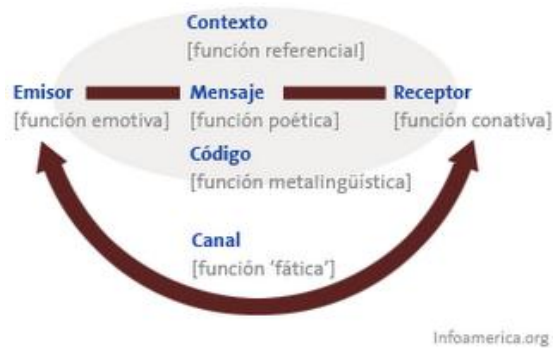 Contexto
[función referencial]
Emisor Mensaje Receptor
[función emotiva] [función poética] [función conativa]
Código
[función metalingüística]
Canal
[función ‘fática’]
Infoamerica.org